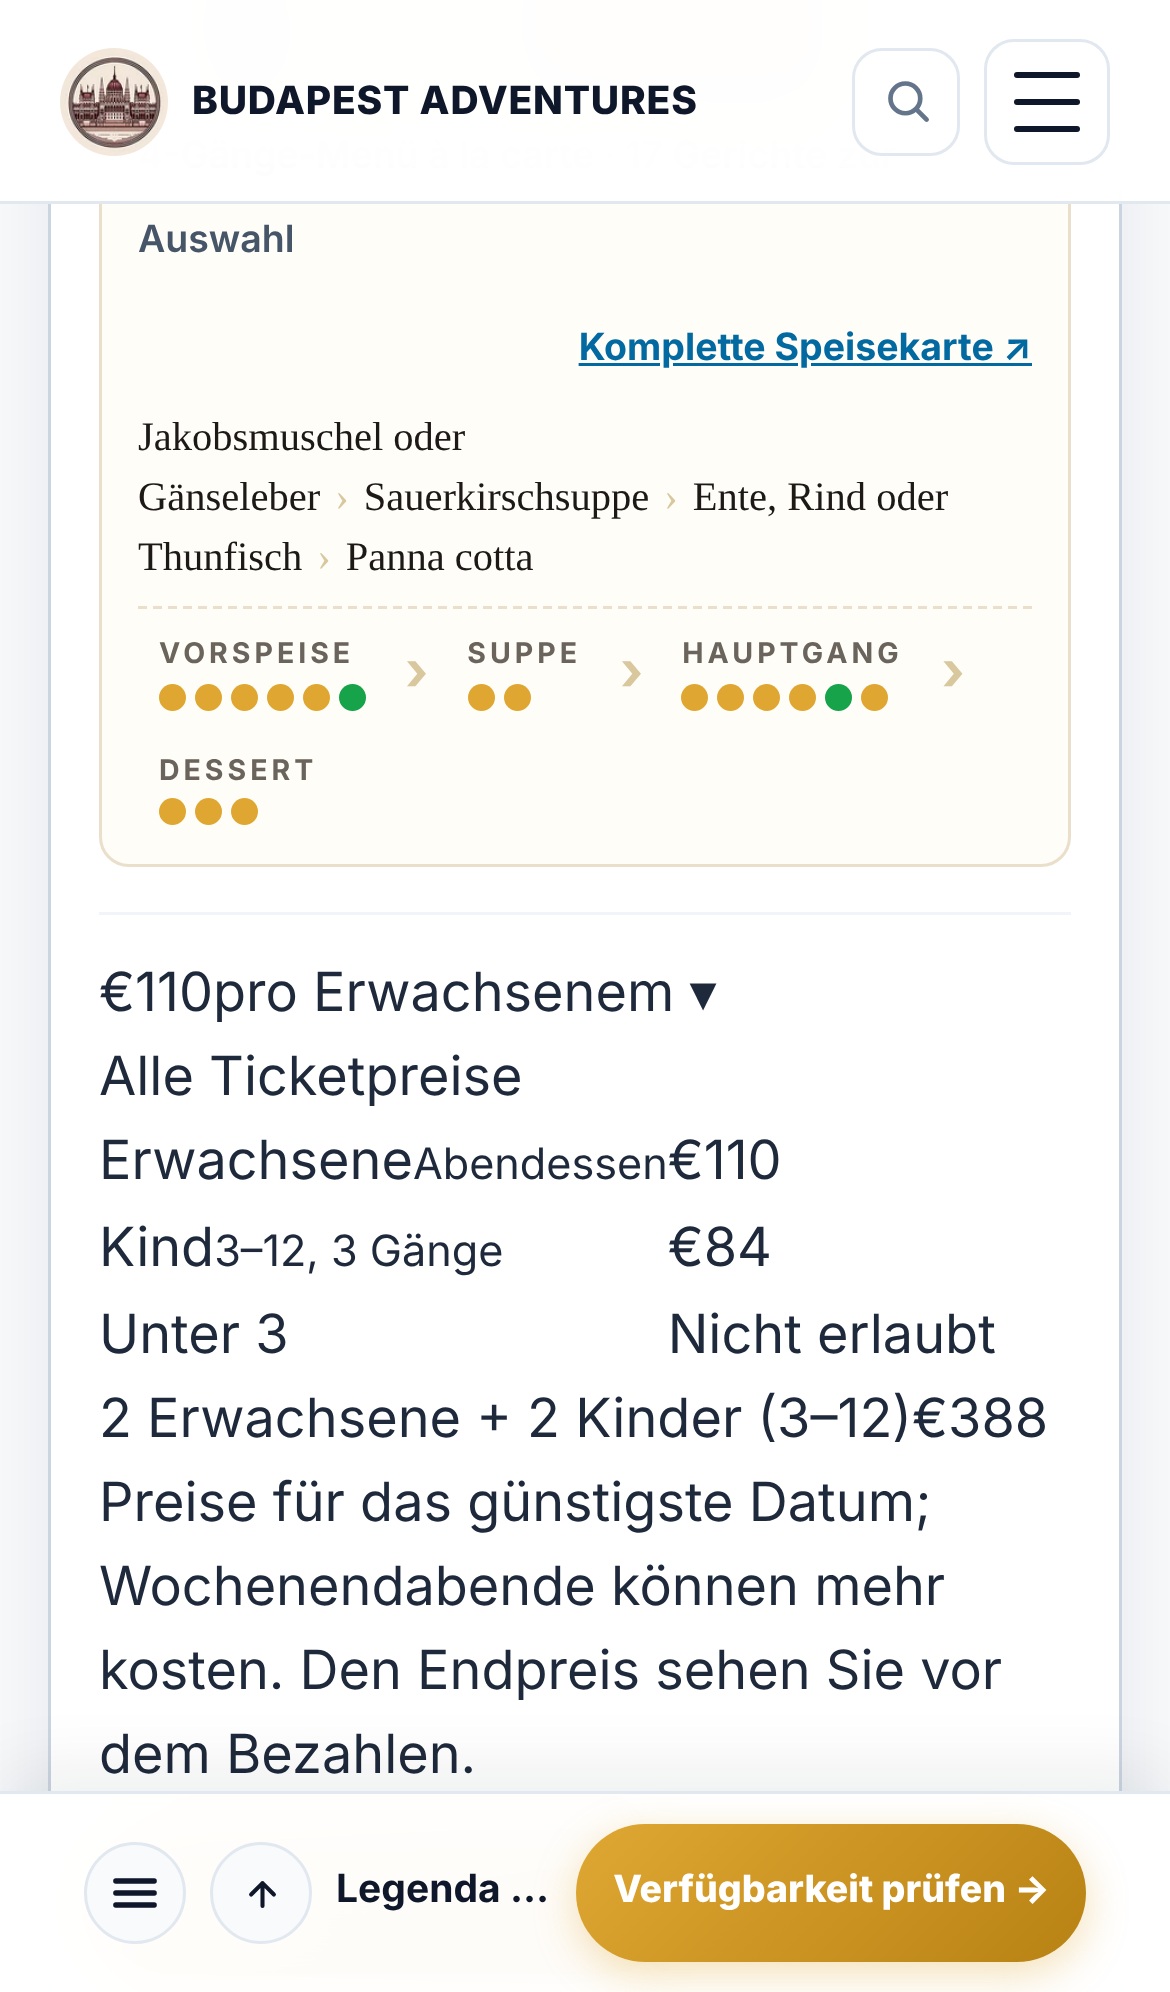 BUDAPEST ADVENTURES
Auswahl
Komplette Speisekarte ↗
Jakobsmuschel oder
Gänseleber › Sauerkirschsuppe › Ente, Rind oder
Thunfisch › Panna cotta
VORSPEISE › SUPPE › HAUPTGANG ›
DESSERT
€110pro Erwachsenem ▾
Alle Ticketpreise
ErwachseneAbendessen€110
Kind3–12, 3 Gänge €84
Unter 3 Nicht erlaubt
2 Erwachsene + 2 Kinder (3–12)€388
Preise für das günstigste Datum;
Wochenendabende können mehr
kosten. Den Endpreis sehen Sie vor
dem Bezahlen.
Legenda ... Verfügbarkeit prüfen →